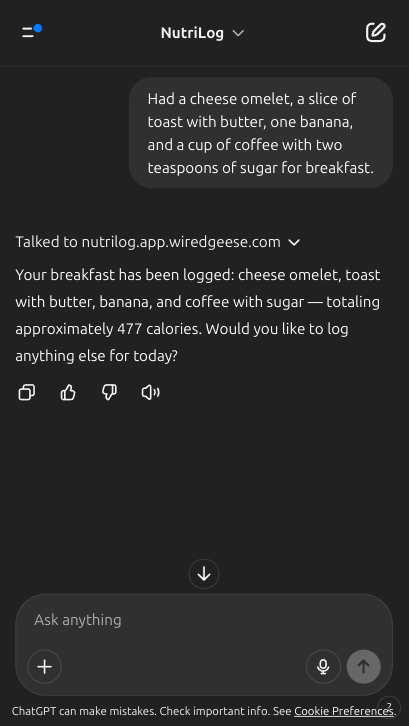 NutriLog
Had a cheese omelet, a slice of
toast with butter, one banana,
and a cup of coffee with two
teaspoons of sugar for breakfast.
Talked to nutrilog.app.wiredgeese.com
Your breakfast has been logged: cheese omelet, toast
with butter, banana, and coffee with sugar — totaling
approximately 477 calories. Would you like to log
anything else for today?
Ask anything
ChatGPT can make mistakes. Check important info. See Cookie Preferences.
?